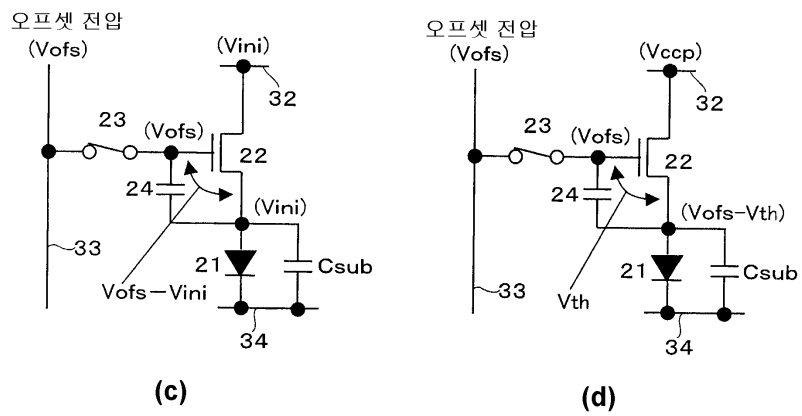 오프셋 전압
(Vofs)
(Vini)
32
23
(Vofs)
22
24
(Vini)
33
21
Csub
Vofs－Vini
34
(c)
오프셋 전압
(Vofs)
(Vccp)
32
23
(Vofs)
22
24
(Vofs-Vth)
21
Csub
33
Vth
34
(d)